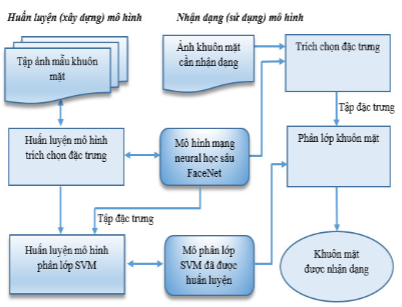 Huấn luyện (xây dựng) mô hình
Nhận dạng (sử dụng) mô hình
Tập ảnh mẫu khuôn
mặt
Ảnh khuôn mặt
cần nhận dạng
Trích chọn đặc trưng
Tập đặc trưng
Huấn luyện mô hình
trích chọn đặc trưng
Mô hình mạng
neural học sâu
FaceNet
Phân lớp khuôn mặt
Tập đặc trưng
Huấn luyện mô hình
phân lớp SVM
Mô phân lớp
SVM đã được
huấn luyện
Khuôn mặt
được nhận dạng